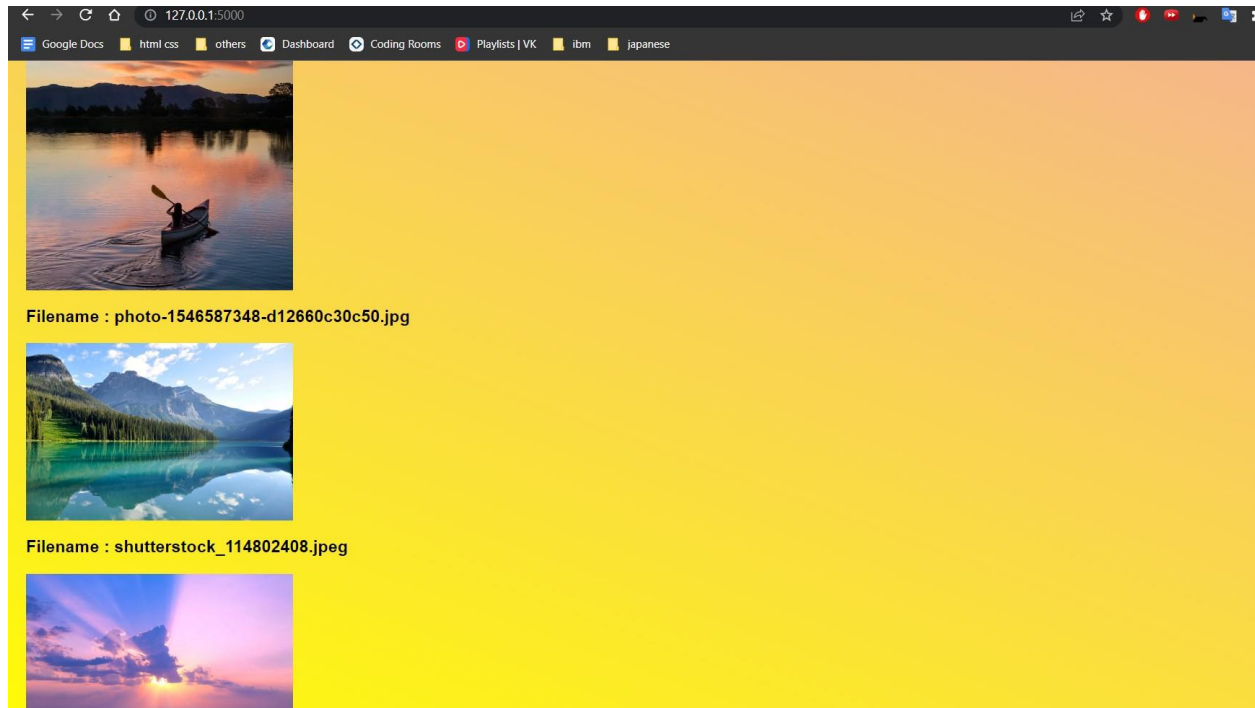 127.0.0.1:5000
Google Docs html css others Dashboard Coding Rooms Playlists | VK ibm japanese
Filename : photo-1546587348-d12660c30c50.jpg
Filename : shutterstock_114802408.jpeg